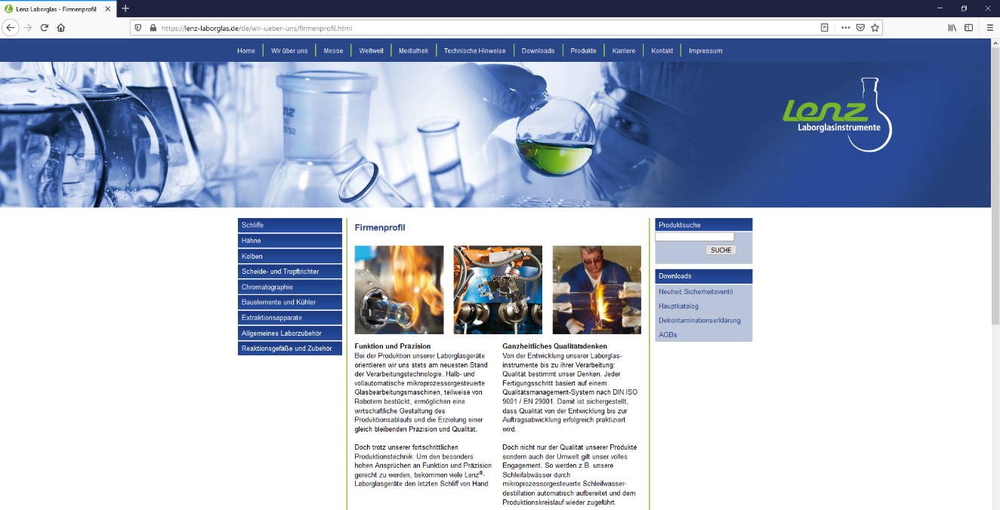 Lenz Laborglas - Firmenprofil
https://lenz-laborglas.de/de/wir-ueber-uns/firmenprofil.html
Home Wir über uns Messe Weltweit Mediathek Technische Hinweise Downloads Produkte Karriere Kontakt Impressum
Lenz
Laborglasinstrumente
Schliffe
Hähne
Kolben
Scheide- und Tropftrichter
Chromatographie
Bauelemente und Kühler
Extraktionsapparate
Allgemeines Laborzubehör
Reaktionsgefäße und Zubehör
Firmenprofil
Funktion und Präzision
Bei der Produktion unserer Laborglasgeräte
orientieren wir uns stets am neuesten Stand
der Verarbeitungstechnologie. Halb- und
vollautomatische mikroprozessorgesteuerte
Glasbearbeitungsmaschinen, teilweise von
Robotern bestückt, ermöglichen eine
wirtschaftliche Gestaltung des
Produktionsablaufs und die Erzielung einer
gleich bleibenden Präzision und Qualität.
Doch trotz unserer fortschrittlichen
Produktionstechnik: Um den besonders
hohen Ansprüchen an Funktion und Präzision
gerecht zu werden, bekommen viele Lenz®-
Laborglasgeräte den letzten Schliff von Hand.
Ganzheitliches Qualitätsdenken
Von der Entwicklung unserer Laborglas-
instrumente bis zu ihrer Verarbeitung:
Qualität bestimmt unser Denken. Jeder
Fertigungsschritt basiert auf einem
Qualitätsmanagement-System nach DIN ISO
9001 / EN 29001. Damit ist sichergestellt,
dass Qualität von der Entwicklung bis zur
Auftragsabwicklung erfolgreich praktiziert
wird.
Doch nicht nur der Qualität unserer Produkte
sondern auch der Umwelt gilt unser volles
Engagement. So werden z.B. unsere
Schleifabwässer durch
mikroprozessorgesteuerte Schleifwasser-
destillation automatisch aufbereitet und dem
Produktionskreislauf wieder zugeführt.
Produktsuche
SUCHE
Downloads
Neuheit Sicherheitsventil
Hauptkatalog
Dekontaminationserklärung
AGBs